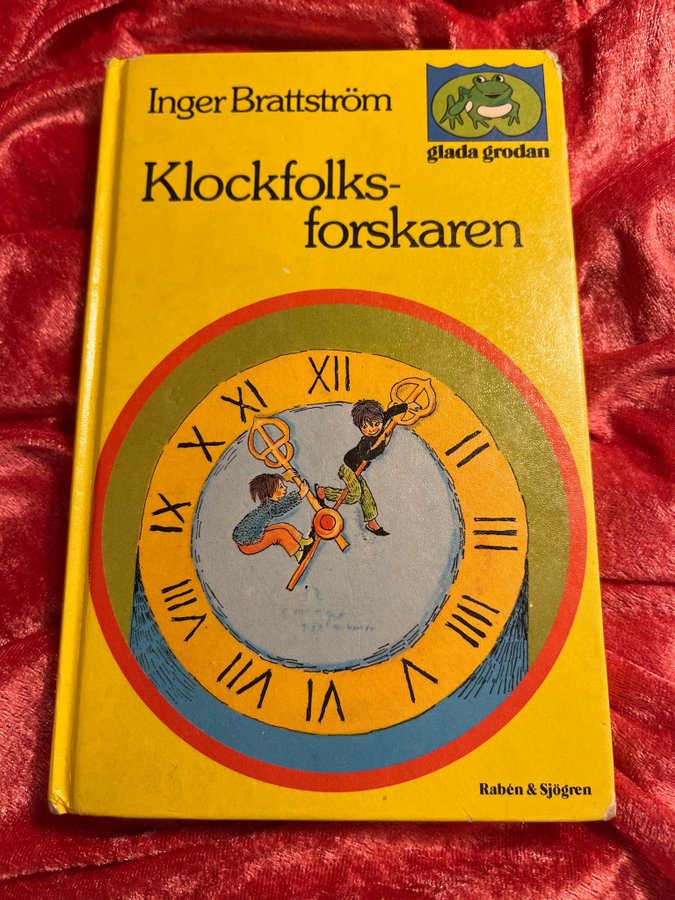 Inger Brattström
glada grodan
Klockfolks-
forskaren
XII
XI
X
IX
VIII
VII
VI
V
IIII
III
II
Rabén & Sjögren